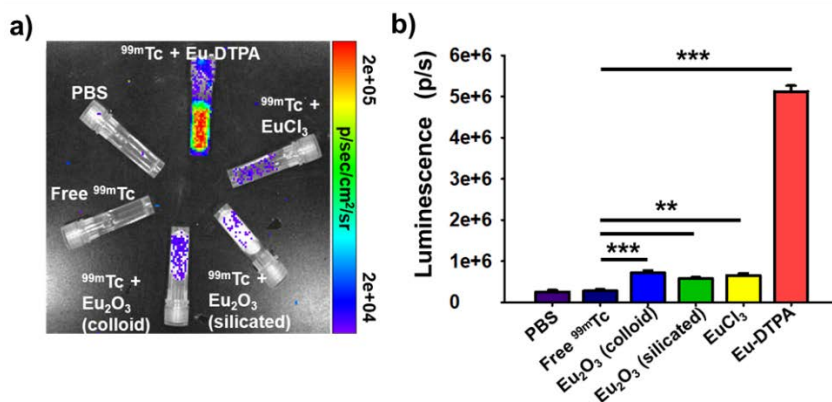 a)
⁹⁹ᵐTc + Eu-DTPA
PBS
⁹⁹ᵐTc +
EuCl₃
Free ⁹⁹ᵐTc
⁹⁹ᵐTc +
Eu₂O₃
(colloid)
⁹⁹ᵐTc +
Eu₂O₃
(silicated)
2e+05
p/sec/cm²/sr
2e+04
b)
Luminescence (p/s)
6e+6
5e+6
4e+6
3e+6
2e+6
1e+6
0
***
**
***
PBS
Free ⁹⁹ᵐTc
Eu₂O₃ (colloid)
Eu₂O₃ (silicated)
EuCl₃
Eu-DTPA